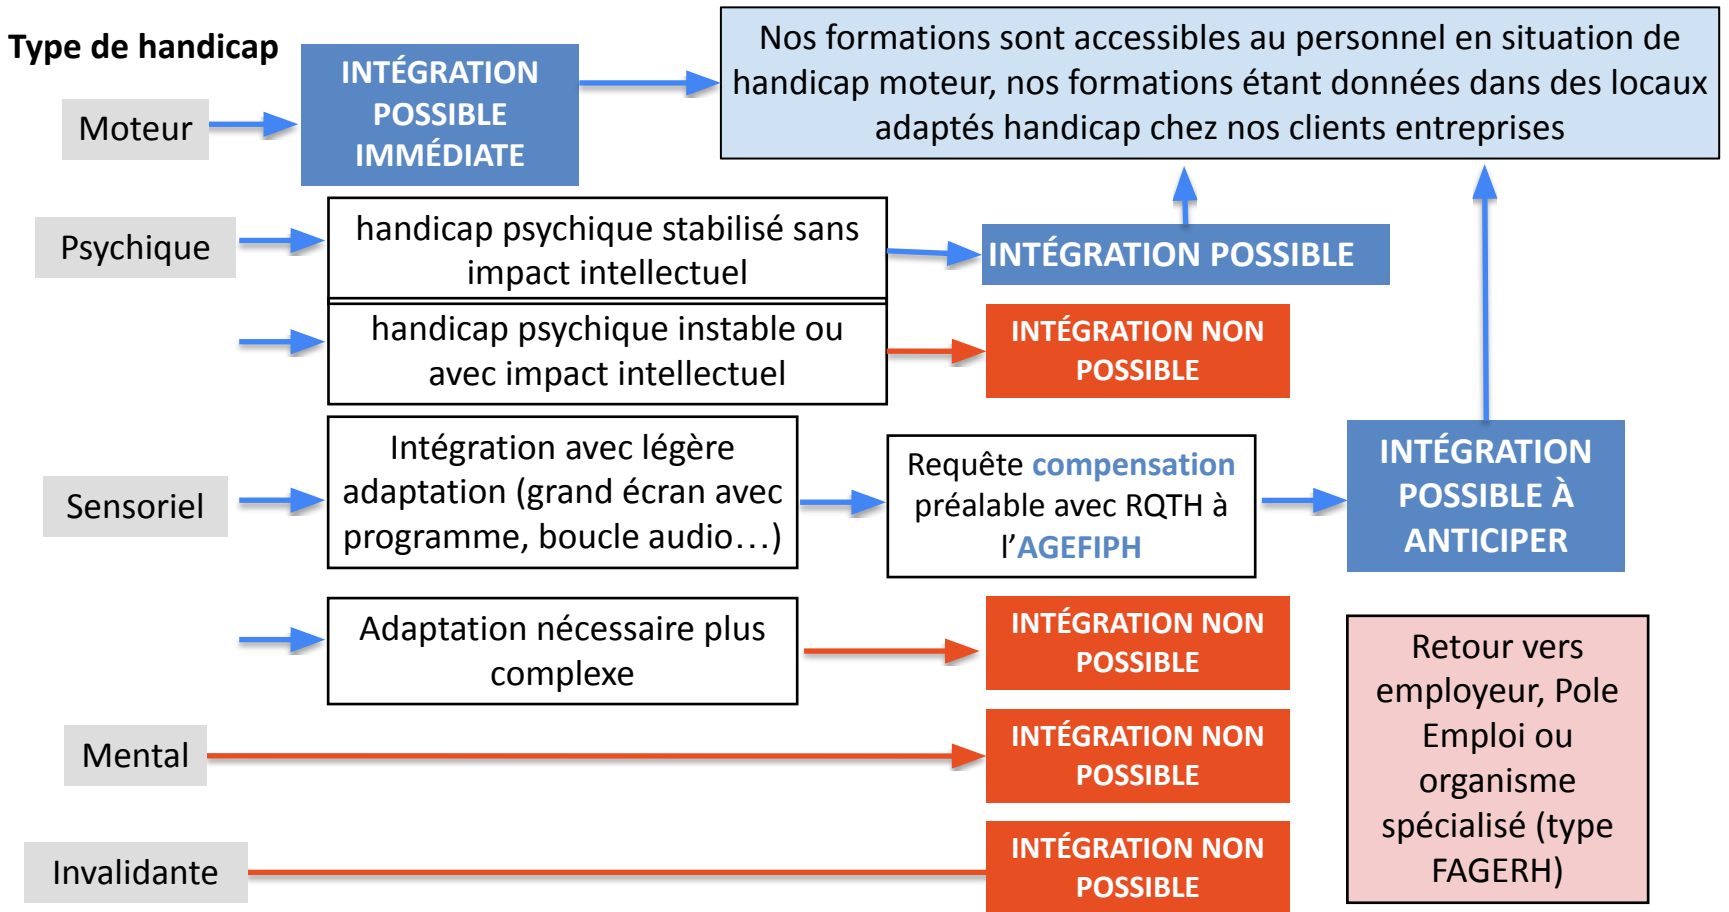 Type de handicap
Moteur
INTÉGRATION
POSSIBLE
IMMÉDIATE
Nos formations sont accessibles au personnel en situation de
handicap moteur, nos formations étant données dans des locaux
adaptés handicap chez nos clients entreprises
Psychique
handicap psychique stabilisé sans
impact intellectuel
INTÉGRATION POSSIBLE
handicap psychique instable ou
avec impact intellectuel
INTÉGRATION NON
POSSIBLE
Sensoriel
Intégration avec légère
adaptation (grand écran avec
programme, boucle audio…)
Requête compensation
préalable avec RQTH à
l’AGEFIPH
INTÉGRATION
POSSIBLE À
ANTICIPER
Adaptation nécessaire plus
complexe
INTÉGRATION NON
POSSIBLE
Mental
INTÉGRATION NON
POSSIBLE
Invalidante
INTÉGRATION NON
POSSIBLE
Retour vers
employeur, Pole
Emploi ou
organisme
spécialisé (type
FAGERH)